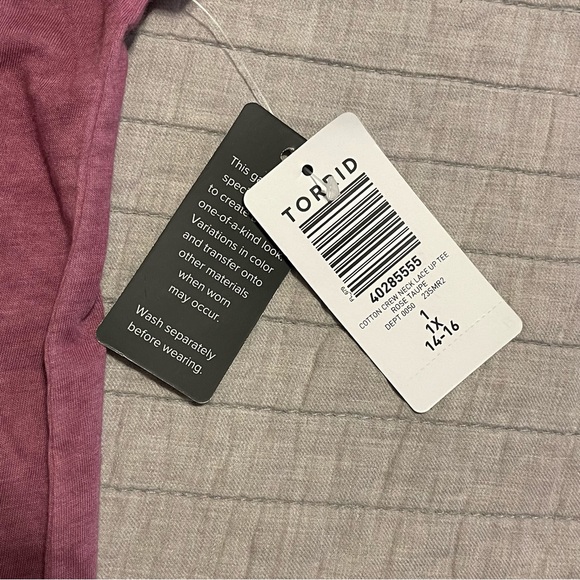 This
to create
one-of-a-kind look.
Variations in color
and transfer onto
other materials
when worn
may occur.
Wash separately
before wearing.
TORRID
40285555
COTTON CREW NECK LACE UP TEE
ROSE TAUPE
DEPT 0050 23SMR2
1
1X
14-16